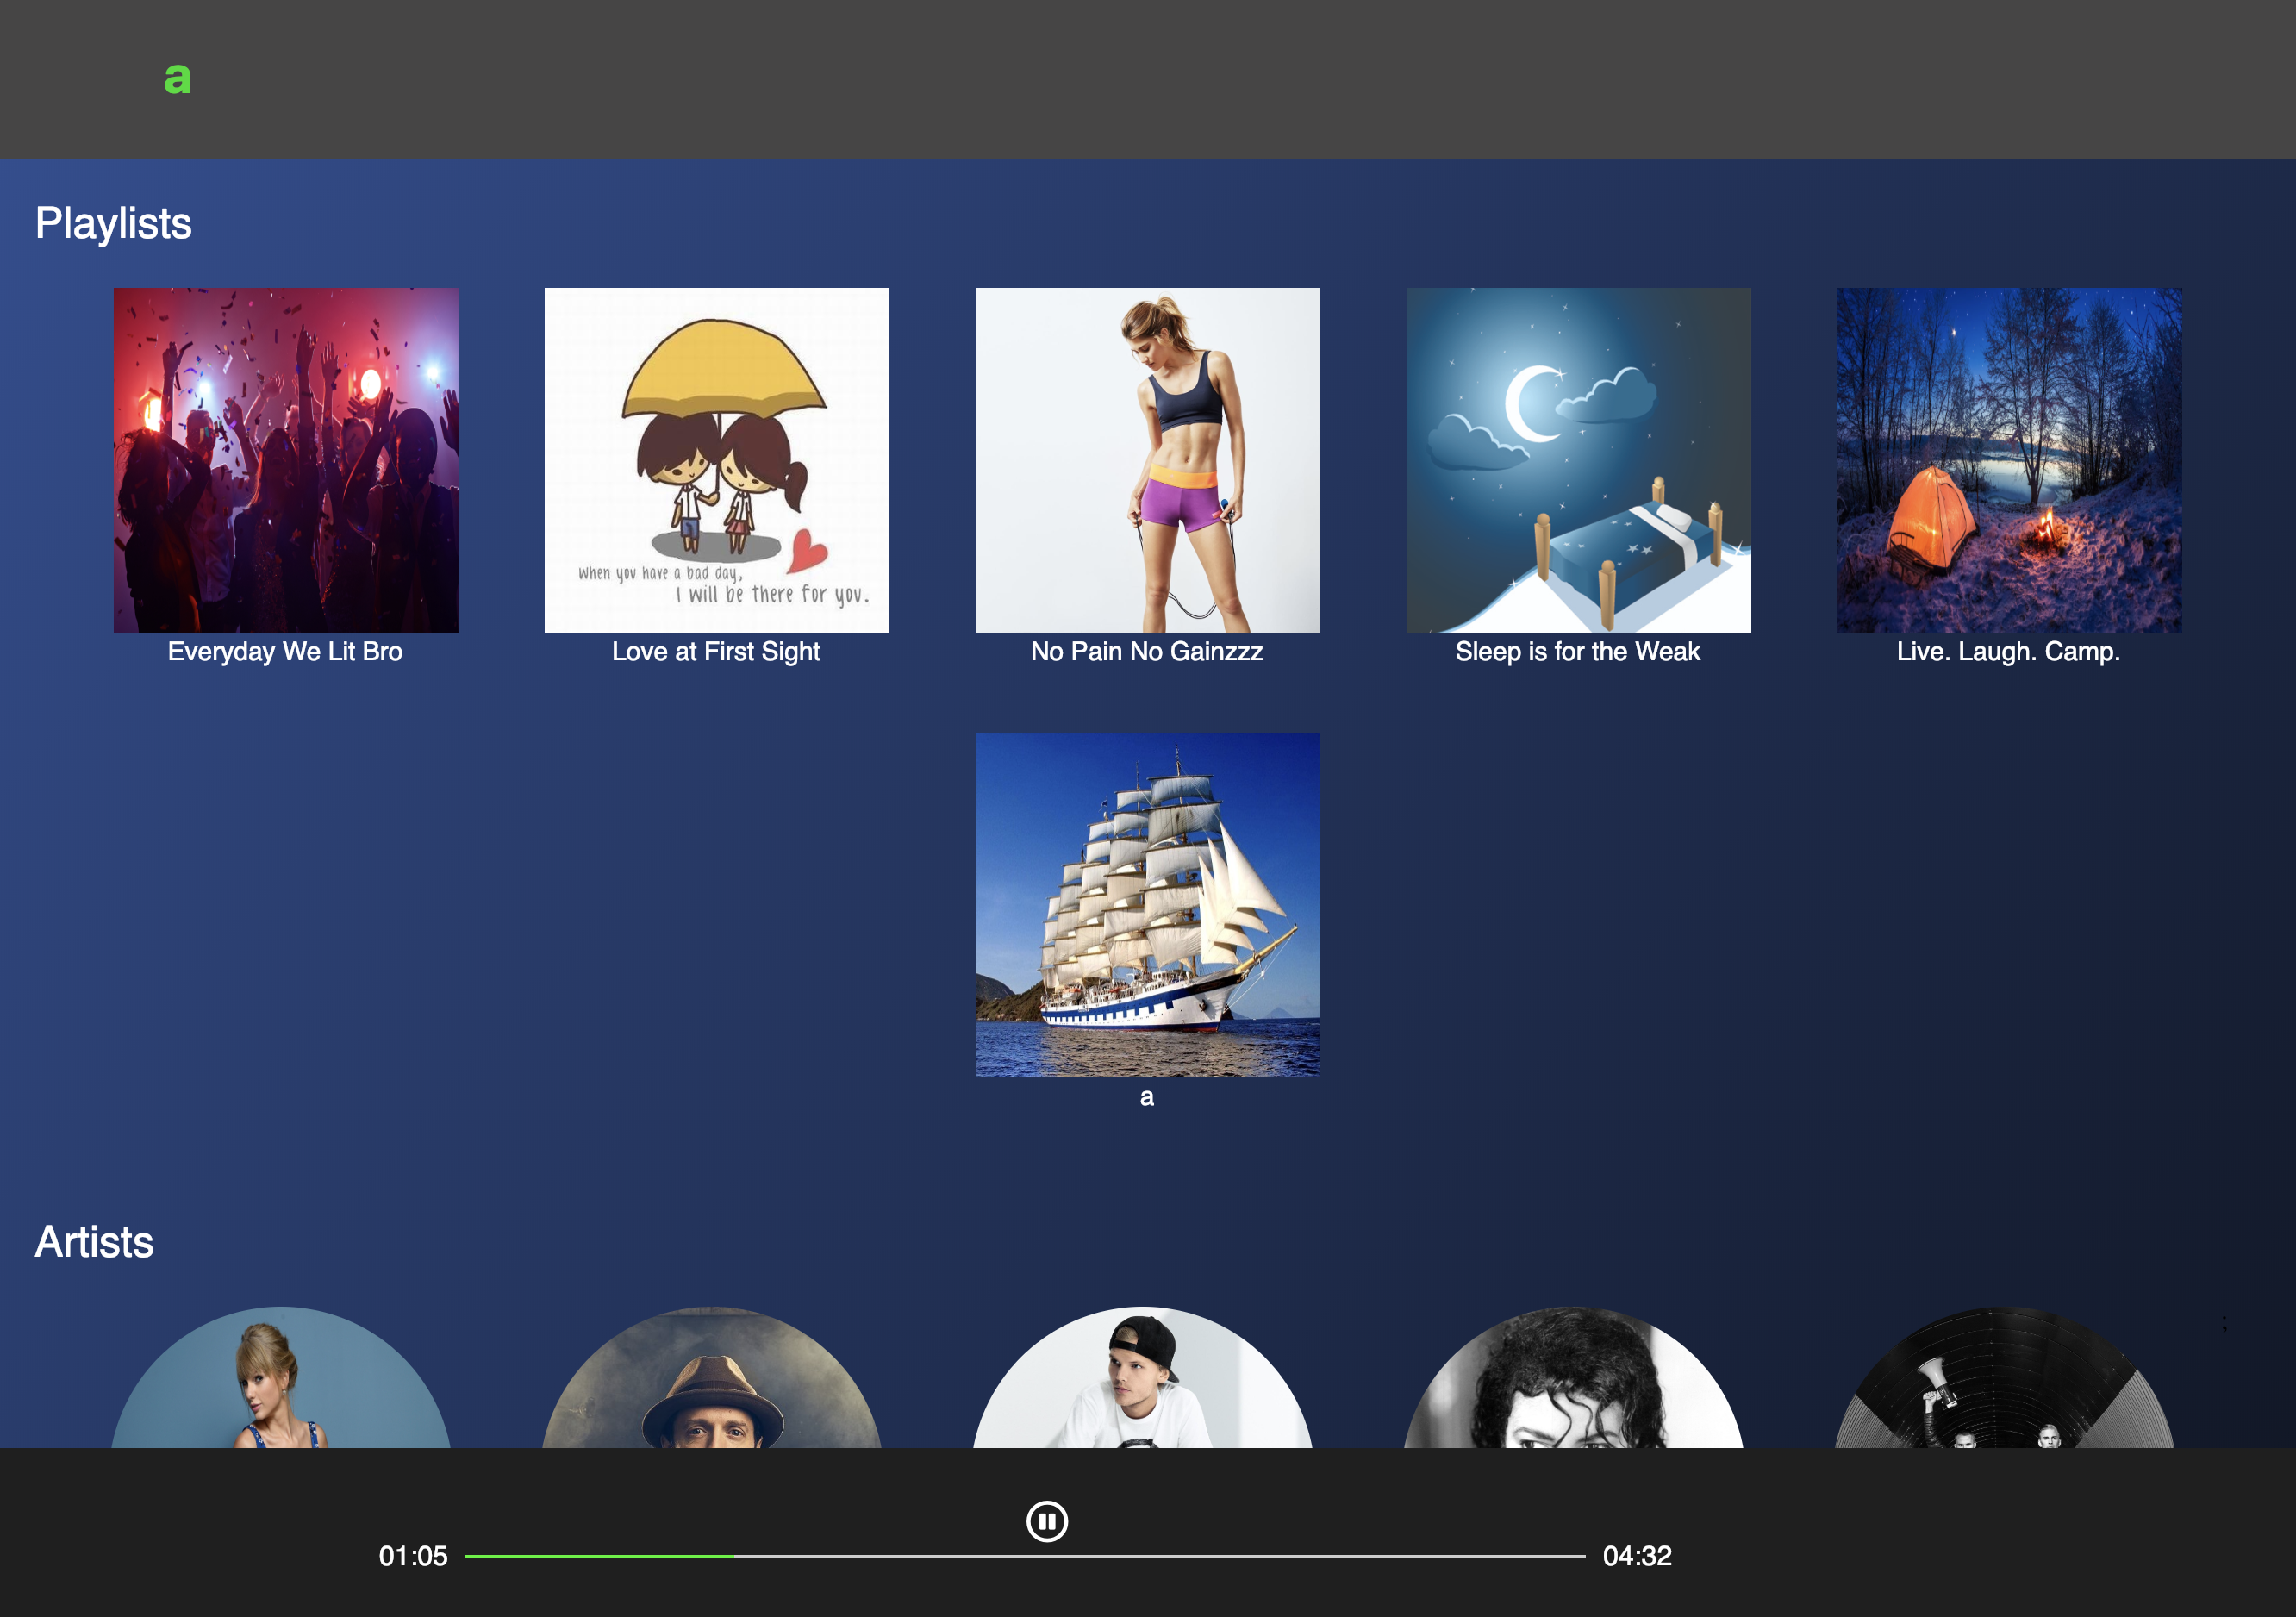 a
Playlists
When you have a bad day,
I will be there for you.
Everyday We Lit Bro
Love at First Sight
No Pain No Gainzzz
Sleep is for the Weak
Live. Laugh. Camp.
a
Artists
;
01:05
04:32